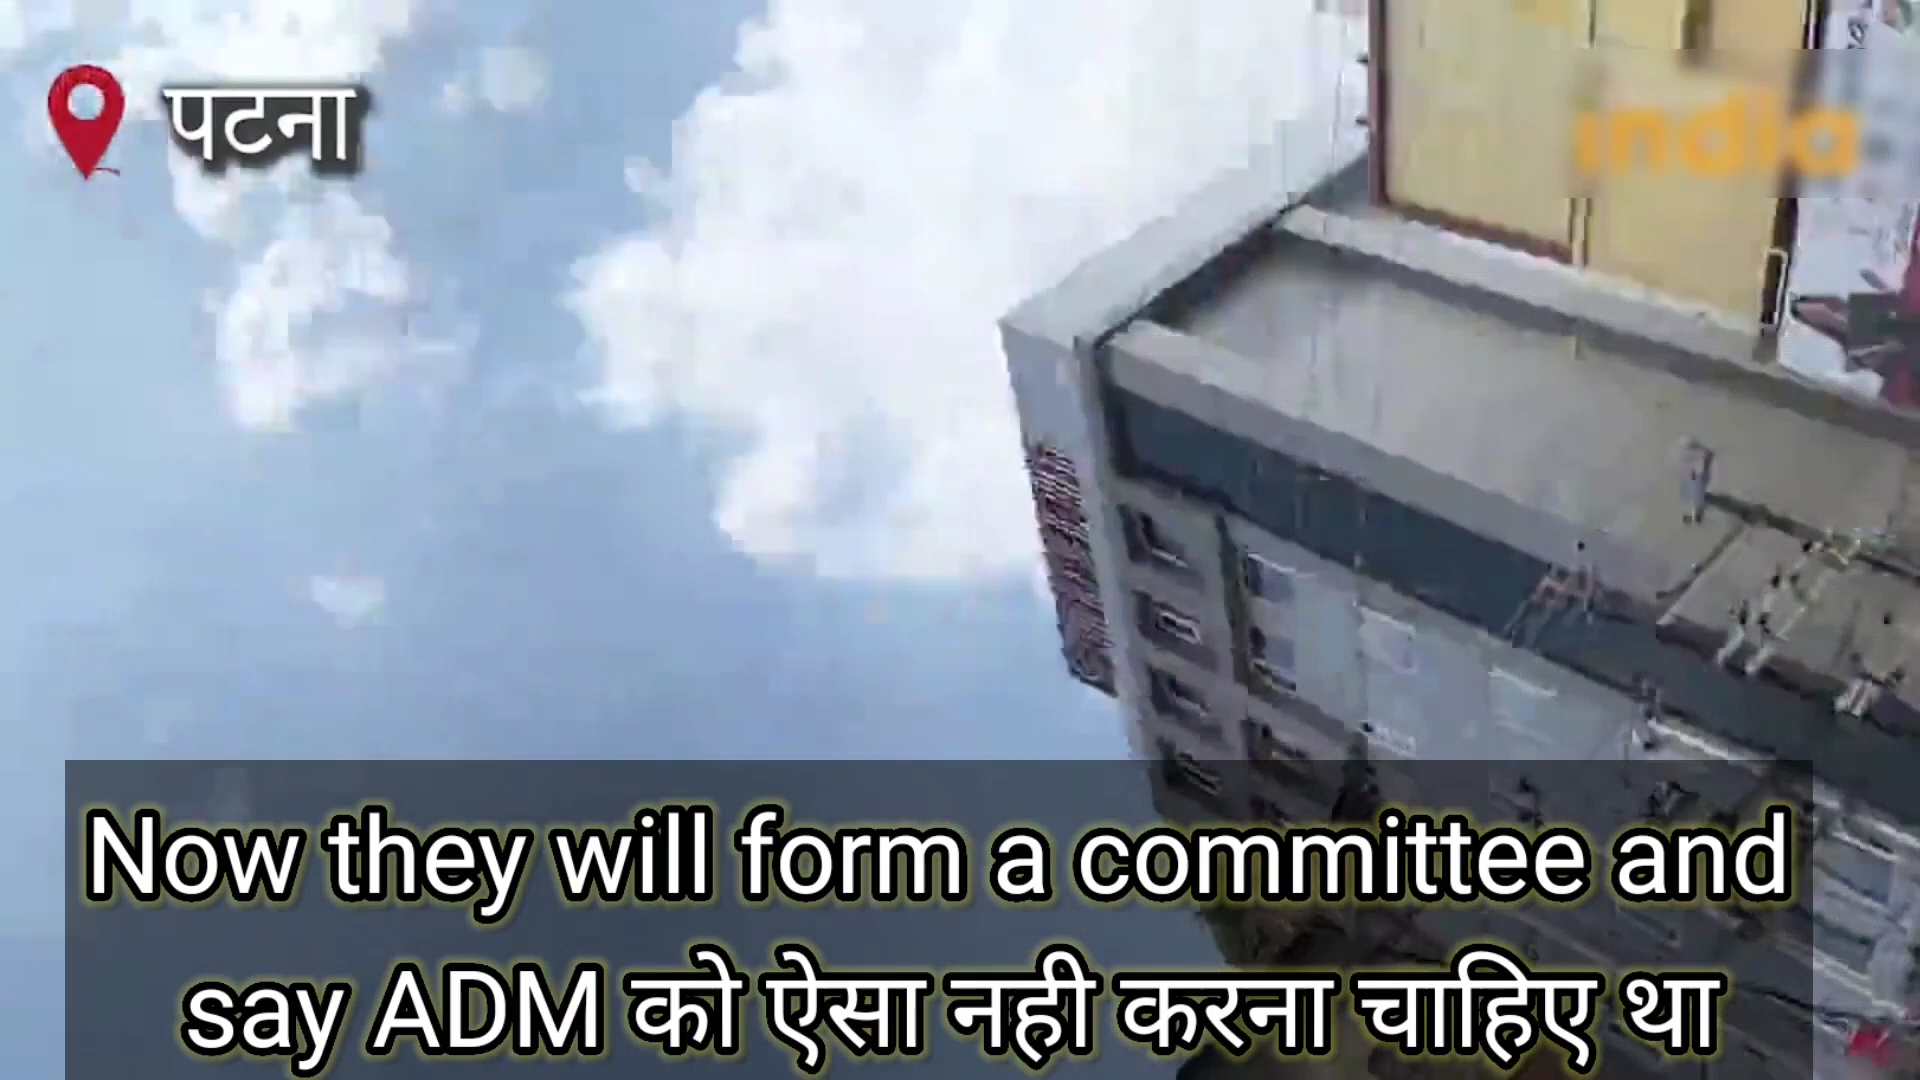 पटना
india
Now they will form a committee and
say ADM को ऐसा नही करना चाहिए था